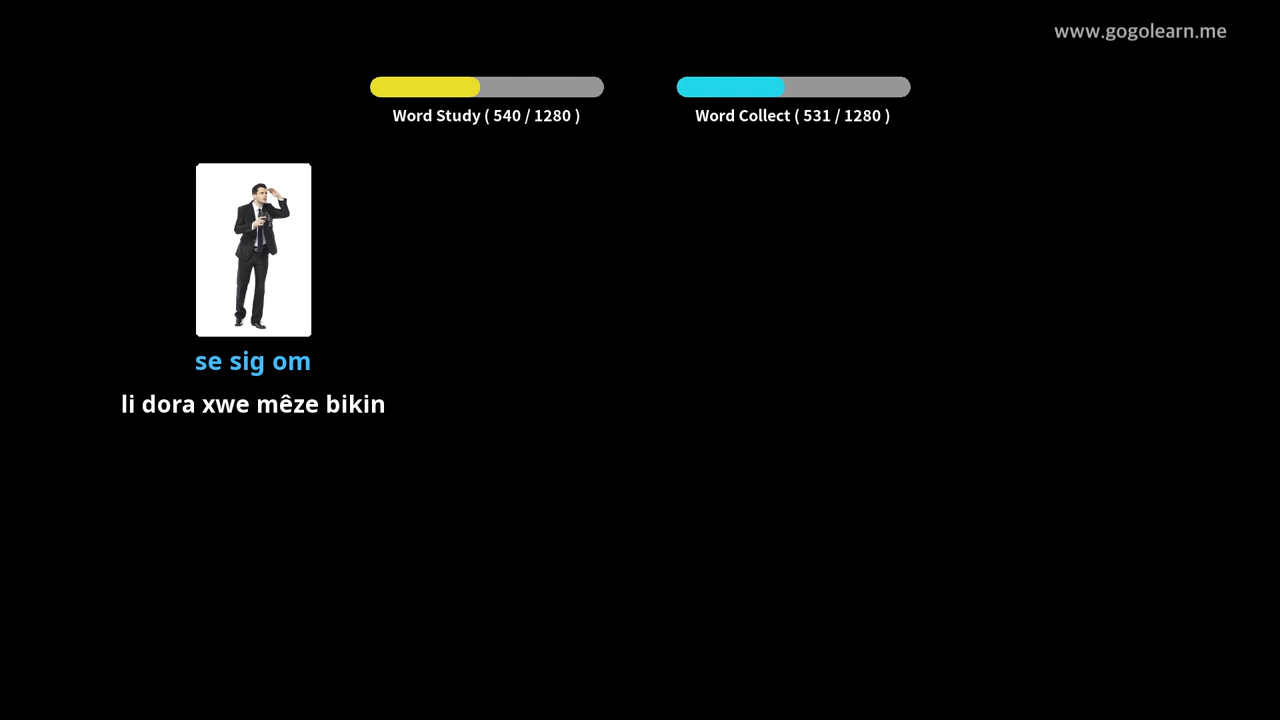 www.gogolearn.me
Word Study ( 540 / 1280 )
Word Collect ( 531 / 1280 )
se sig om
li dora xwe mêze bikin